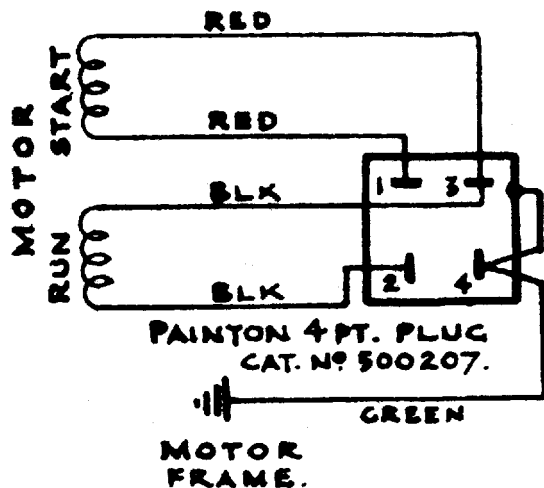 RED
MOTOR
START
RED
1 3
BLK
RUN
2 4
BLK
PAINTON 4 PT. PLUG
CAT. Nº 500207.
GREEN
MOTOR
FRAME.